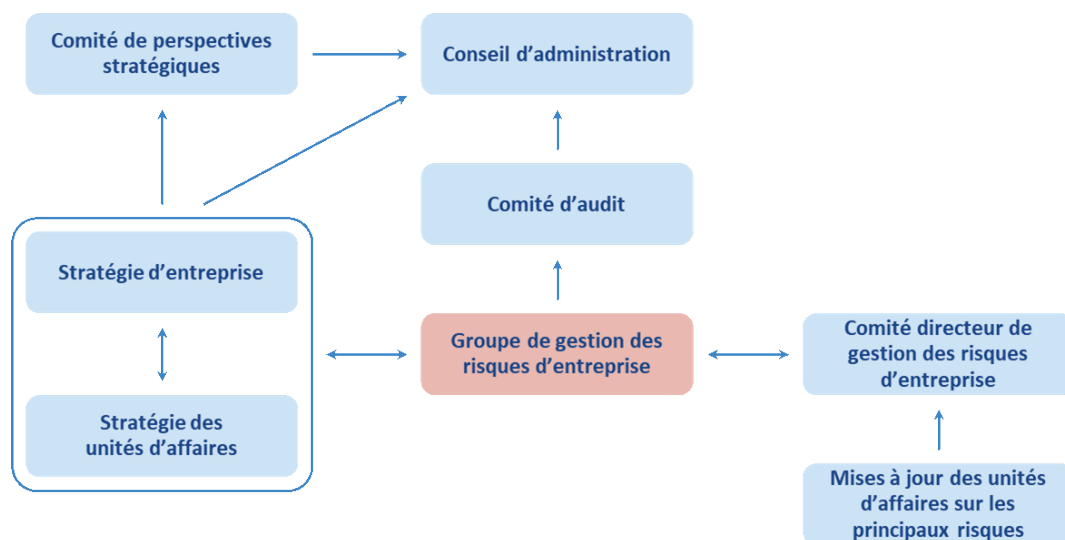 Comité de perspectives
stratégiques
Conseil d’administration
Comité d’audit
Stratégie d’entreprise
Groupe de gestion des
risques d’entreprise
Comité directeur de
gestion des risques
d’entreprise
Stratégie des
unités d’affaires
Mises à jour des unités
d’affaires sur les
principaux risques